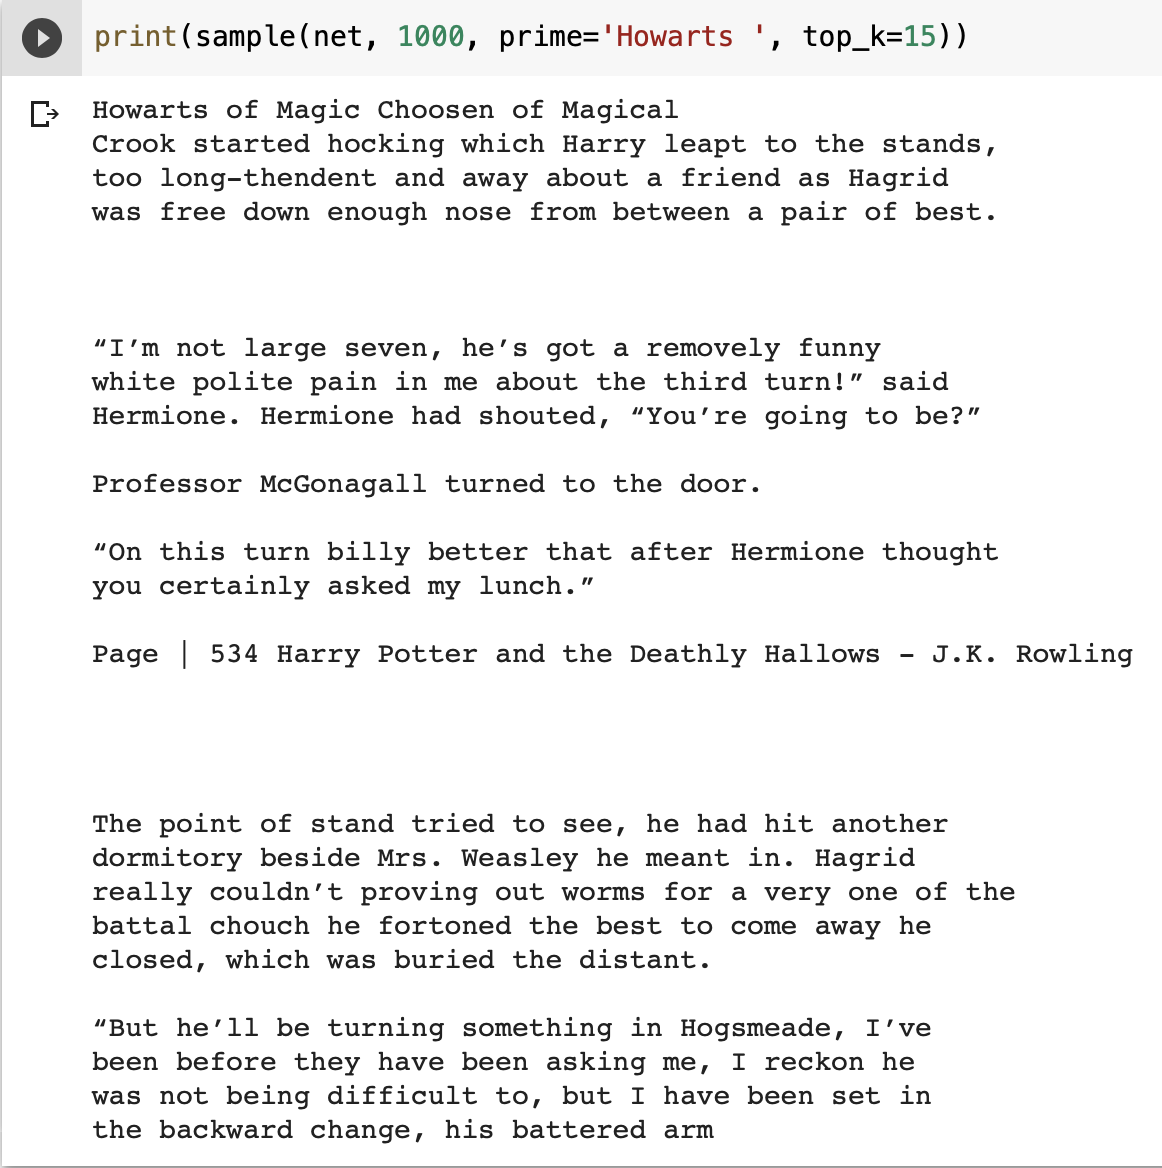 print(sample(net, 1000, prime='Howarts ', top_k=15))
Howarts of Magic Choosen of Magical
Crook started hocking which Harry leapt to the stands,
too long-thendent and away about a friend as Hagrid
was free down enough nose from between a pair of best.
“I’m not large seven, he’s got a removely funny
white polite pain in me about the third turn!” said
Hermione. Hermione had shouted, “You’re going to be?”
Professor McGonagall turned to the door.
“On this turn billy better that after Hermione thought
you certainly asked my lunch.”
Page | 534 Harry Potter and the Deathly Hallows – J.K. Rowling
The point of stand tried to see, he had hit another
dormitory beside Mrs. Weasley he meant in. Hagrid
really couldn’t proving out worms for a very one of the
battal chouch he fortoned the best to come away he
closed, which was buried the distant.
“But he’ll be turning something in Hogsmeade, I’ve
been before they have been asking me, I reckon he
was not being difficult to, but I have been set in
the backward change, his battered arm